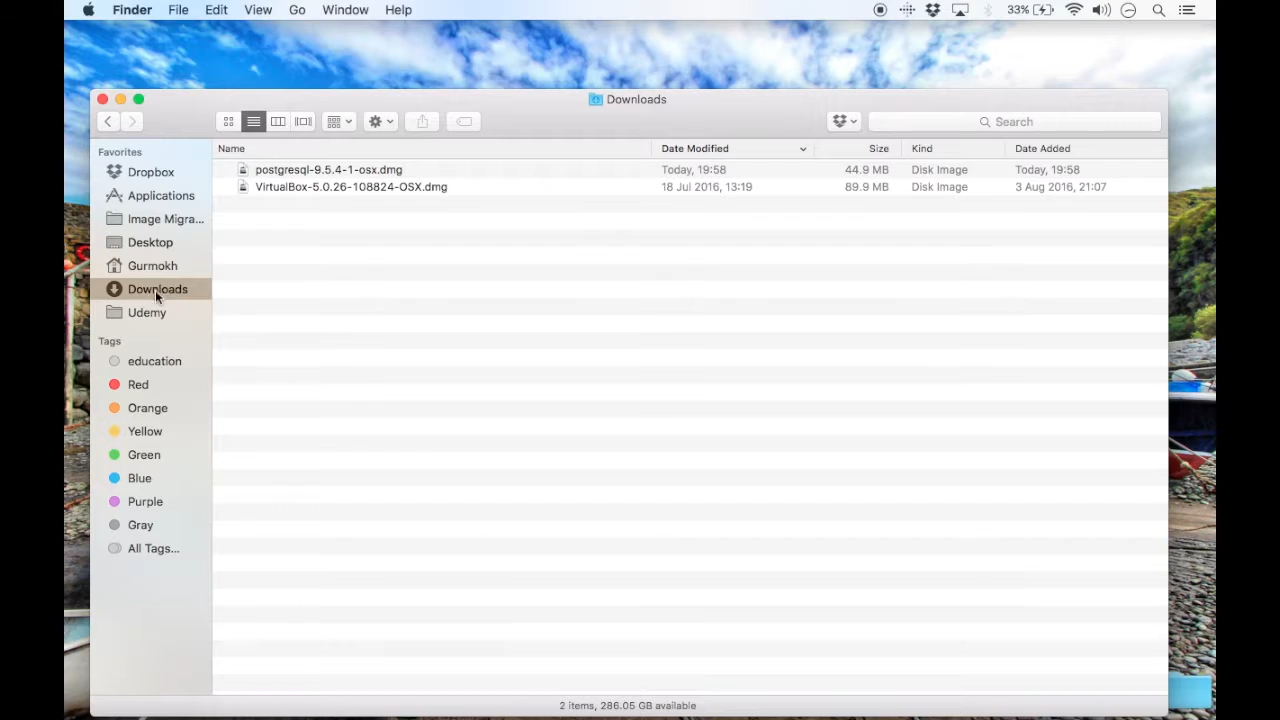 Finder File Edit View Go Window Help 33%
Downloads
Search
Favorites
Dropbox
Applications
Image Migra...
Desktop
Gurmokh
Downloads
Udemy
Tags
education
Red
Orange
Yellow
Green
Blue
Purple
Gray
All Tags...
Name Date Modified Size Kind Date Added
postgresql-9.5.4-1-osx.dmg Today, 19:58 44.9 MB Disk Image Today, 19:58
VirtualBox-5.0.26-108824-OSX.dmg 18 Jul 2016, 13:19 89.9 MB Disk Image 3 Aug 2016, 21:07
2 items, 286.05 GB available